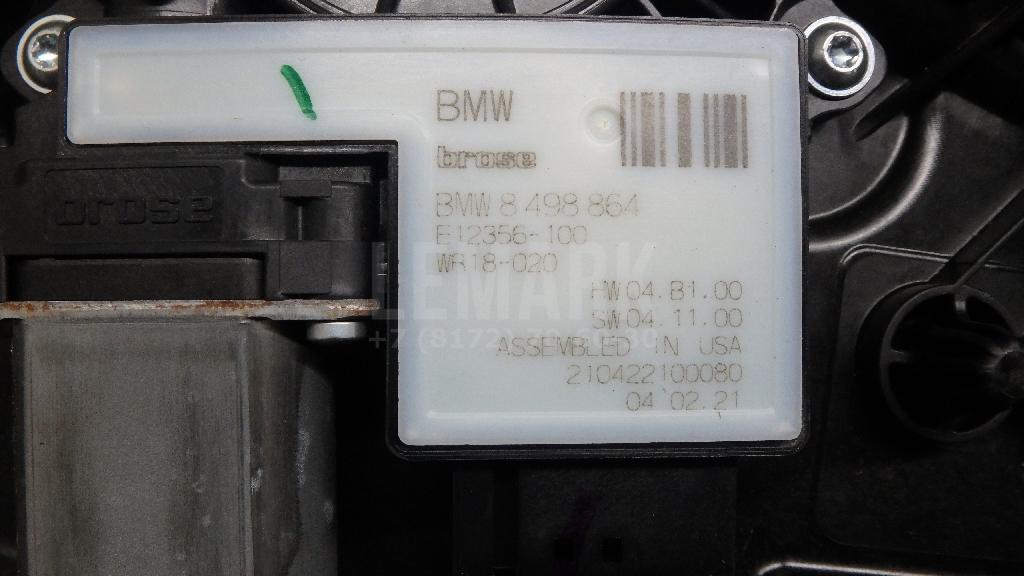 BMW
brose
brose
BMW 8 498 864
E12356-100
WR18-020
HW 04.B1.00
SW 04.11.00
ASSEMBLED IN USA
210422100080
04.02.21
LEMARK